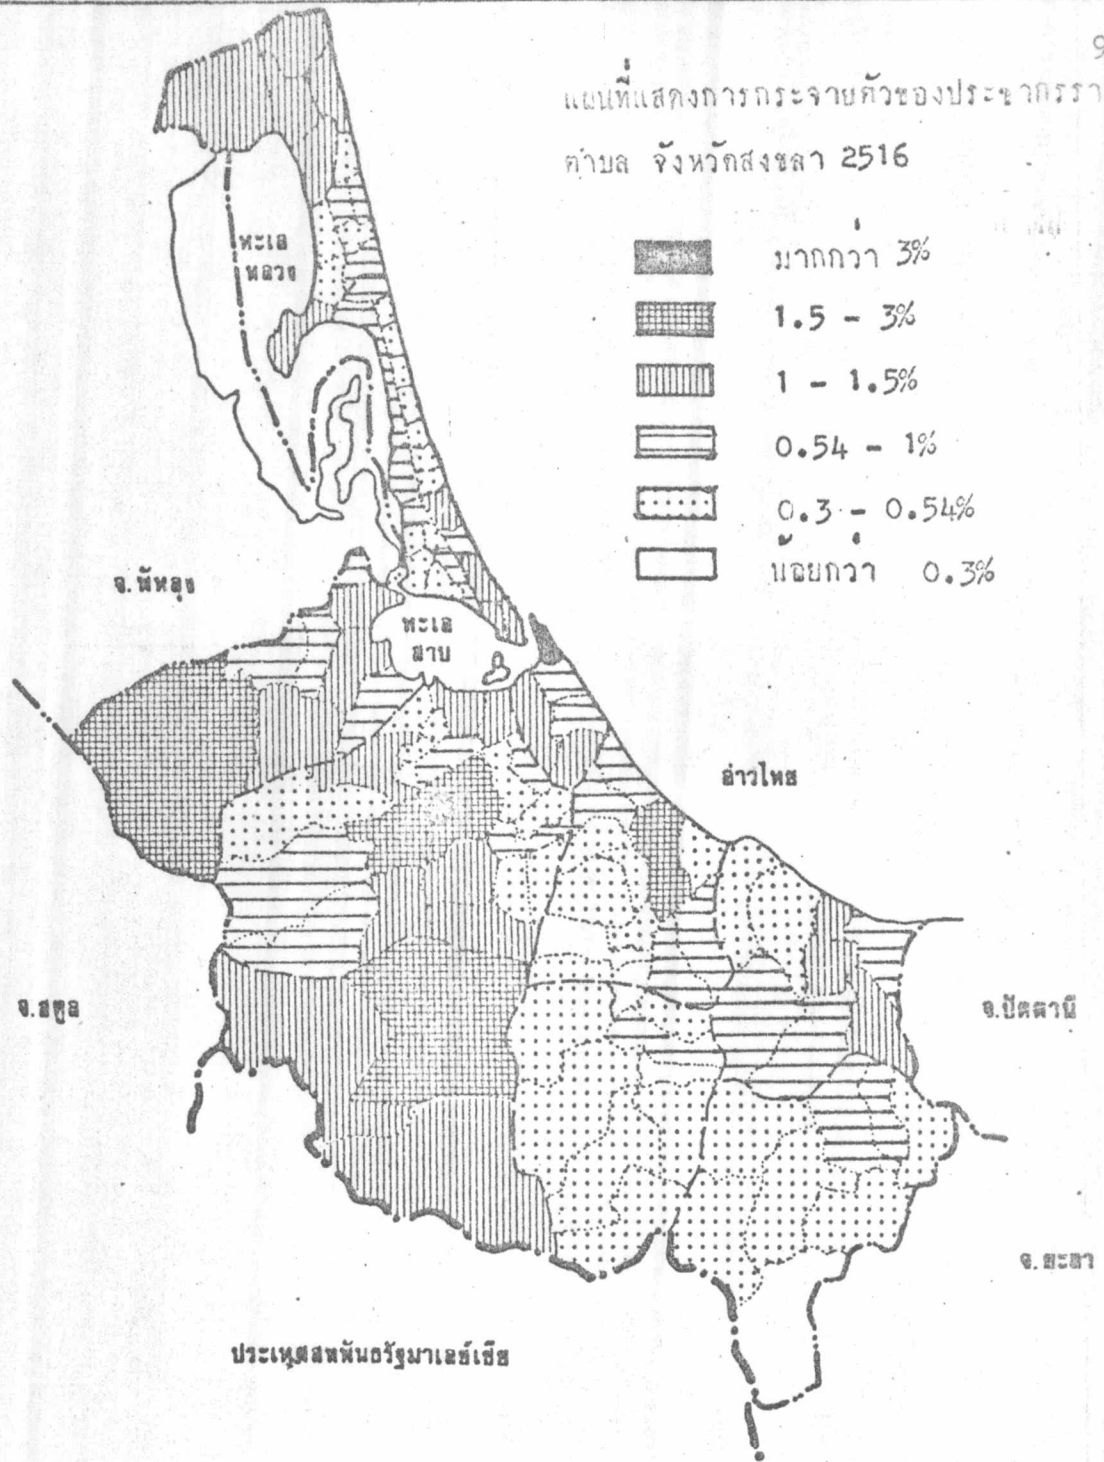 9
แผนที่แสดงการกระจายตัวของประชากรรา
ตำบล จังหวัดสงขลา 2516
มากกว่า 3%
1.5 - 3%
1 - 1.5%
0.54 - 1%
0.3 - 0.54%
น้อยกว่า 0.3%
ทะเล
หลวง
จ.พัทลุง
ทะเล
สาบ
อ่าวไทย
จ.สตูล
จ.ปัตตานี
จ.ยะลา
ประเทศสหพันธรัฐมาเลย์เซีย